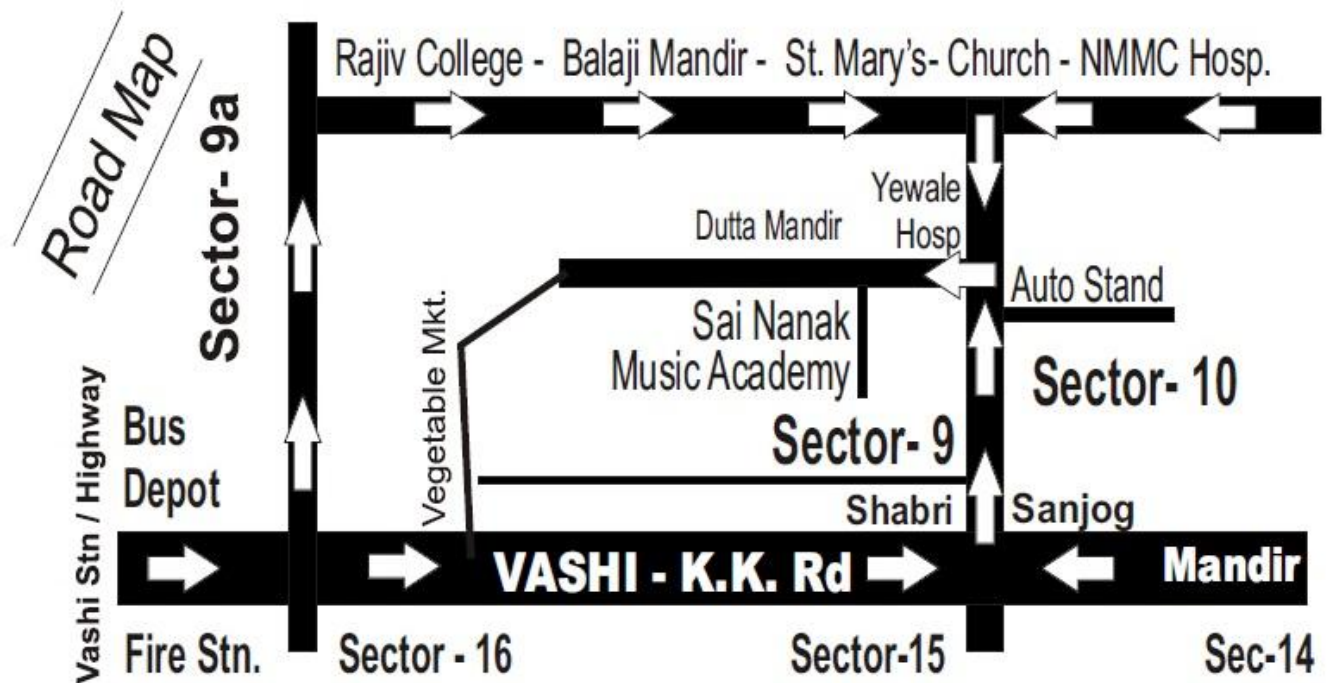 Road Map
Sector- 9a
Rajiv College - Balaji Mandir - St. Mary's- Church - NMMC Hosp.
Yewale
Hosp
Dutta Mandir
Auto Stand
Sai Nanak
Music Academy
Sector- 10
Vegetable Mkt.
Sector- 9
Vashi Stn / Highway
Bus
Depot
Shabri
Sanjog
VASHI - K.K. Rd
Mandir
Fire Stn.
Sector - 16
Sector-15
Sec-14